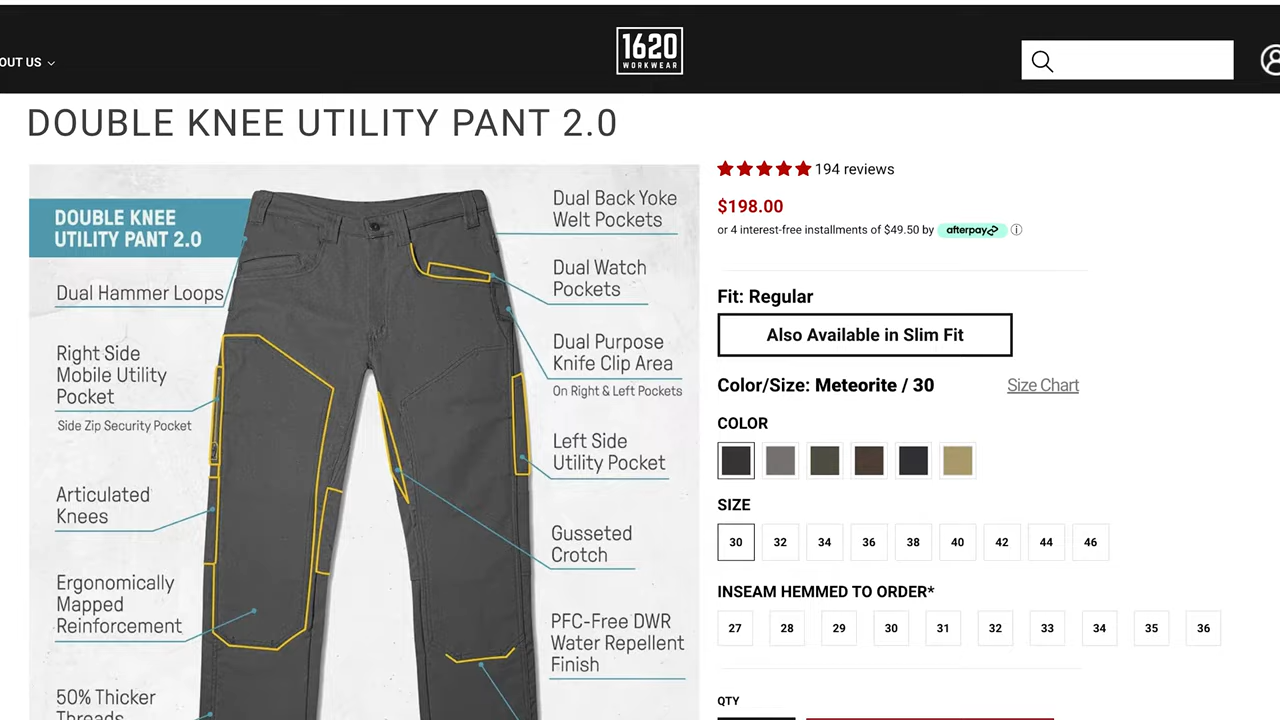 OUT US
1620
WORKWEAR
DOUBLE KNEE UTILITY PANT 2.0
DOUBLE KNEE
UTILITY PANT 2.0
Dual Hammer Loops
Right Side
Mobile Utility
Pocket
Side Zip Security Pocket
Articulated
Knees
Ergonomically
Mapped
Reinforcement
50% Thicker
Threads
Dual Back Yoke
Welt Pockets
Dual Watch
Pockets
Dual Purpose
Knife Clip Area
On Right & Left Pockets
Left Side
Utility Pocket
Gusseted
Crotch
PFC-Free DWR
Water Repellent
Finish
194 reviews
$198.00
or 4 interest-free installments of $49.50 by afterpay
Fit: Regular
Also Available in Slim Fit
Color/Size: Meteorite / 30 Size Chart
COLOR
SIZE
30 32 34 36 38 40 42 44 46
INSEAM HEMMED TO ORDER*
27 28 29 30 31 32 33 34 35 36
QTY